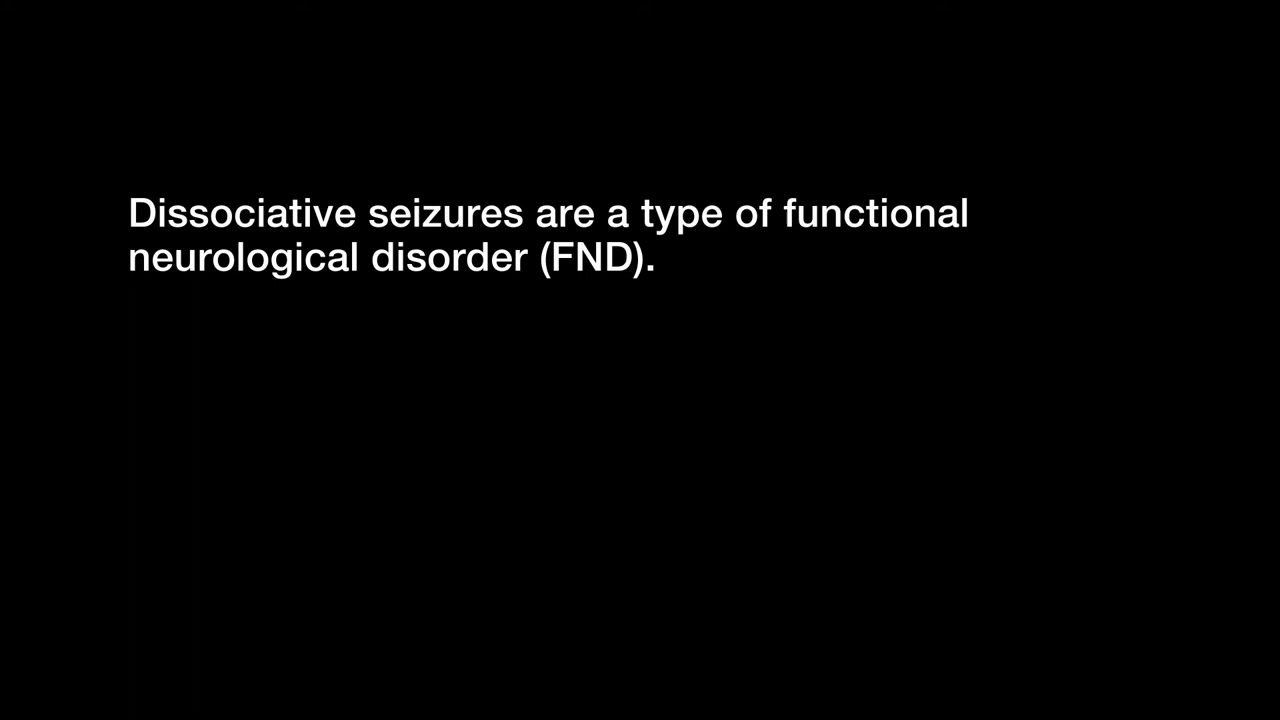 Dissociative seizures are a type of functional
neurological disorder (FND).